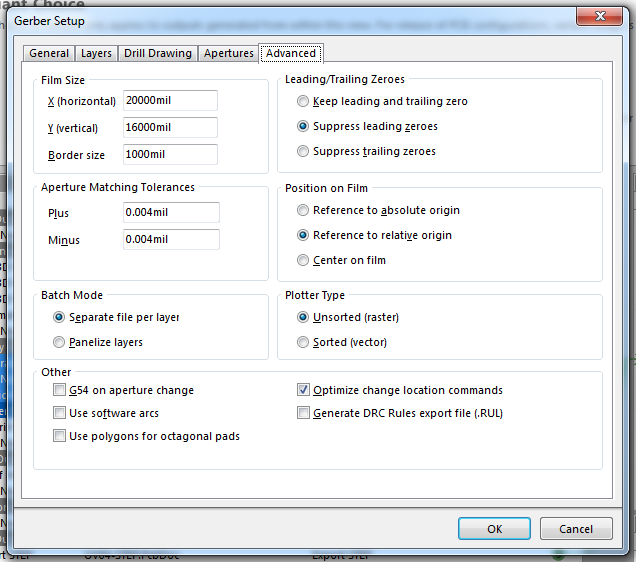 Gerber Setup
General Layers Drill Drawing Apertures Advanced
Film Size
X (horizontal) 20000mil
Y (vertical) 16000mil
Border size 1000mil
Leading/Trailing Zeroes
Keep leading and trailing zero
Suppress leading zeroes
Suppress trailing zeroes
Aperture Matching Tolerances
Plus 0.004mil
Minus 0.004mil
Position on Film
Reference to absolute origin
Reference to relative origin
Center on film
Batch Mode
Separate file per layer
Panelize layers
Plotter Type
Unsorted (raster)
Sorted (vector)
Other
G54 on aperture change
Use software arcs
Use polygons for octagonal pads
Optimize change location commands
Generate DRC Rules export file (.RUL)
OK Cancel